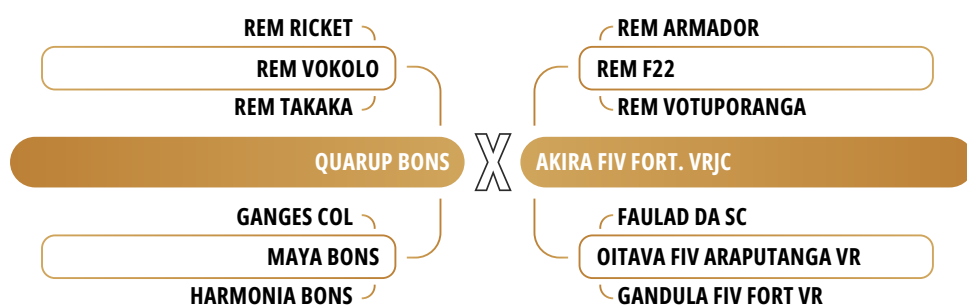 REM RICKET
REM VOKOLO
REM TAKAKA
QUARUP BONS
GANGES COL
MAYA BONS
HARMONIA BONS
X
REM ARMADOR
REM F22
REM VOTUPORANGA
AKIRA FIV FORT. VRJC
FAULAD DA SC
OITAVA FIV ARAPUTANGA VR
GANDULA FIV FORT VR